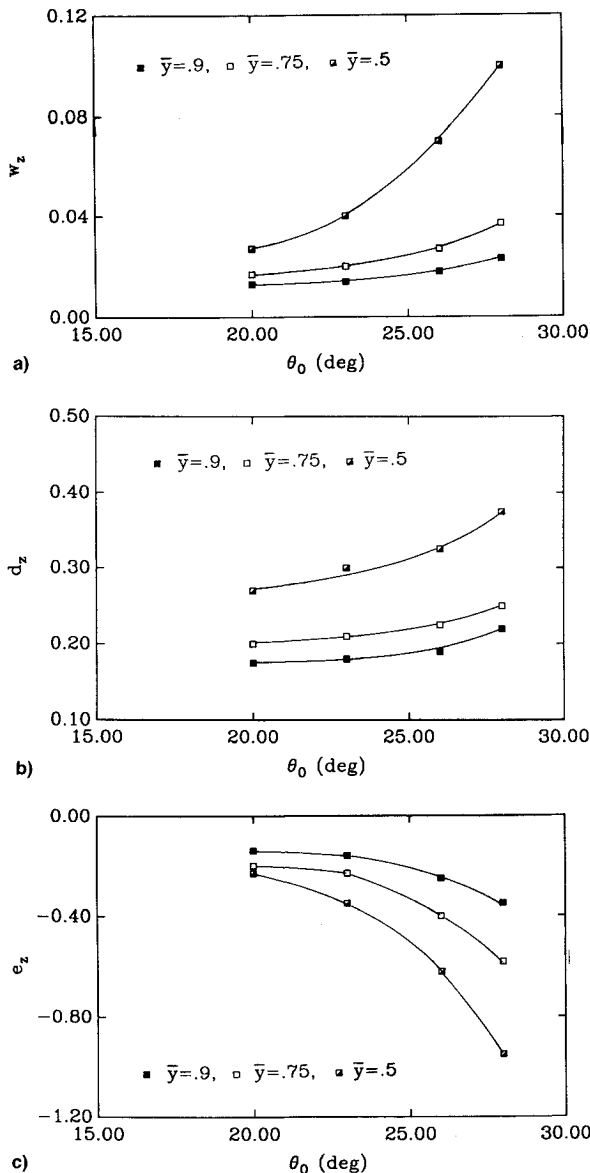 0.12
ȳ=.9, ȳ=.75, ȳ=.5
0.08
w_z
0.04
0.00
15.00 20.00 25.00 30.00
a) θ₀ (deg)
0.50
ȳ=.9, ȳ=.75, ȳ=.5
0.40
d_z
0.30
0.20
0.10
15.00 20.00 25.00 30.00
b) θ₀ (deg)
0.00
−0.40
e_z
−0.80
ȳ=.9, ȳ=.75, ȳ=.5
−1.20
15.00 20.00 25.00 30.00
c) θ₀ (deg)